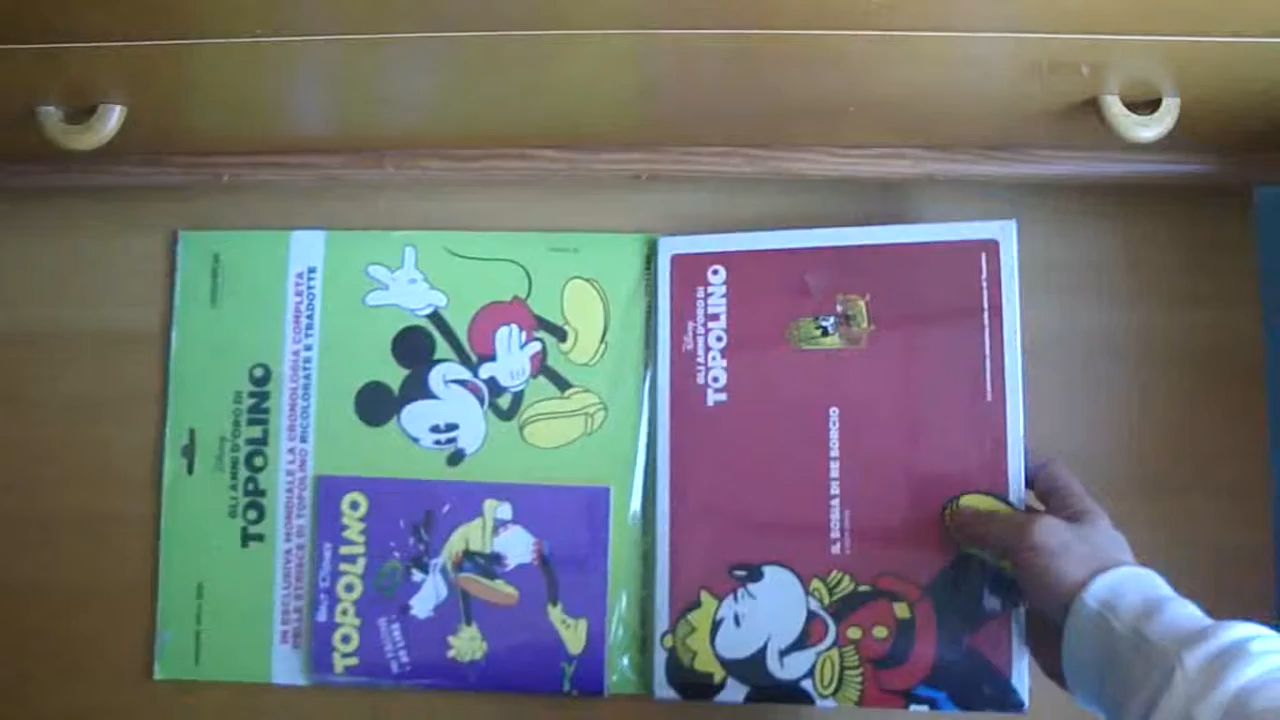 Disney
GLI ANNI D'ORO DI
TOPOLINO
IN ESCLUSIVA MONDIALE LA CRONOLOGIA COMPLETA
DELLE STRISCE DI TOPOLINO RICOLORATE E TRADOTTE
WALT DISNEY
TOPOLINO
Disney
GLI ANNI D'ORO DI
TOPOLINO
IL SOSIA DI RE SORCIO